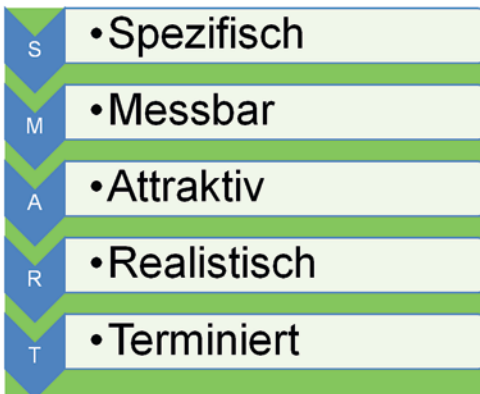 S •Spezifisch
M •Messbar
A •Attraktiv
R •Realistisch
T •Terminiert